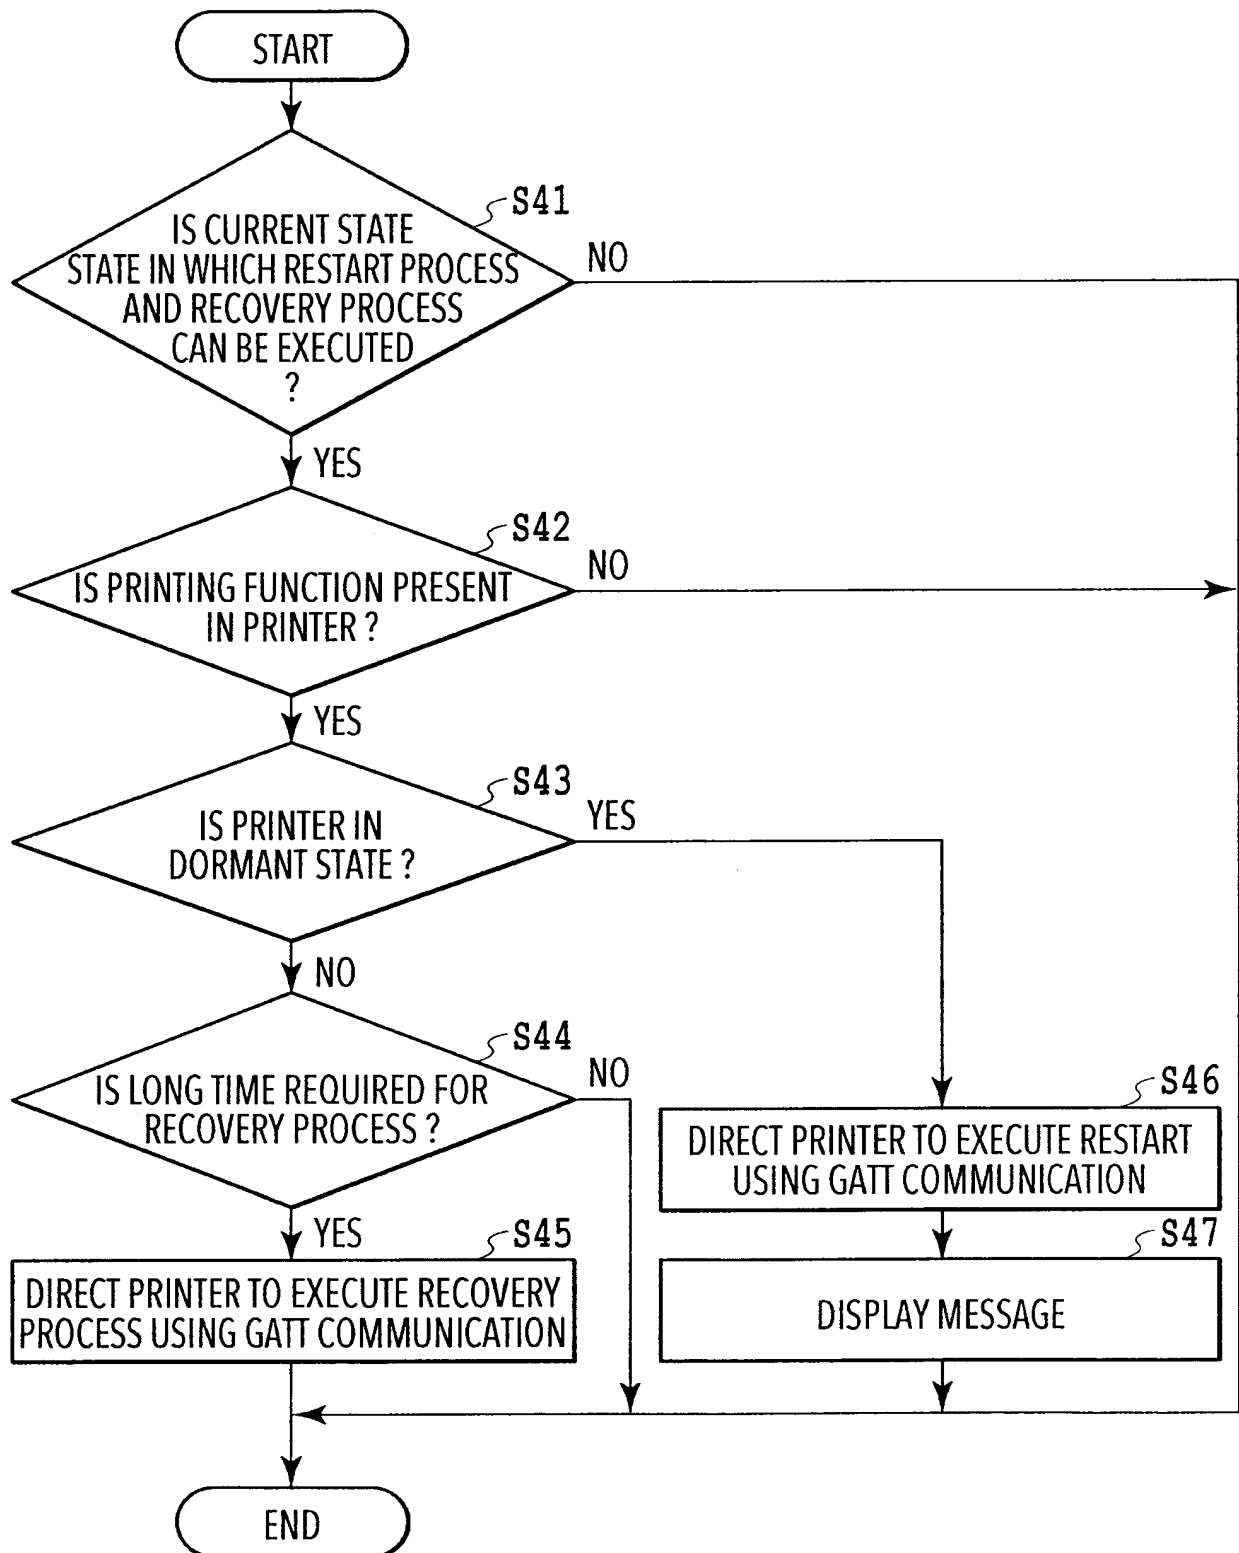 START
S41
IS CURRENT STATE
STATE IN WHICH RESTART PROCESS
AND RECOVERY PROCESS
CAN BE EXECUTED
?
NO
YES
S42
IS PRINTING FUNCTION PRESENT
IN PRINTER ?
NO
YES
S43
IS PRINTER IN
DORMANT STATE ?
YES
NO
S44
IS LONG TIME REQUIRED FOR
RECOVERY PROCESS ?
NO
YES
S45
DIRECT PRINTER TO EXECUTE RECOVERY
PROCESS USING GATT COMMUNICATION
S46
DIRECT PRINTER TO EXECUTE RESTART
USING GATT COMMUNICATION
S47
DISPLAY MESSAGE
END